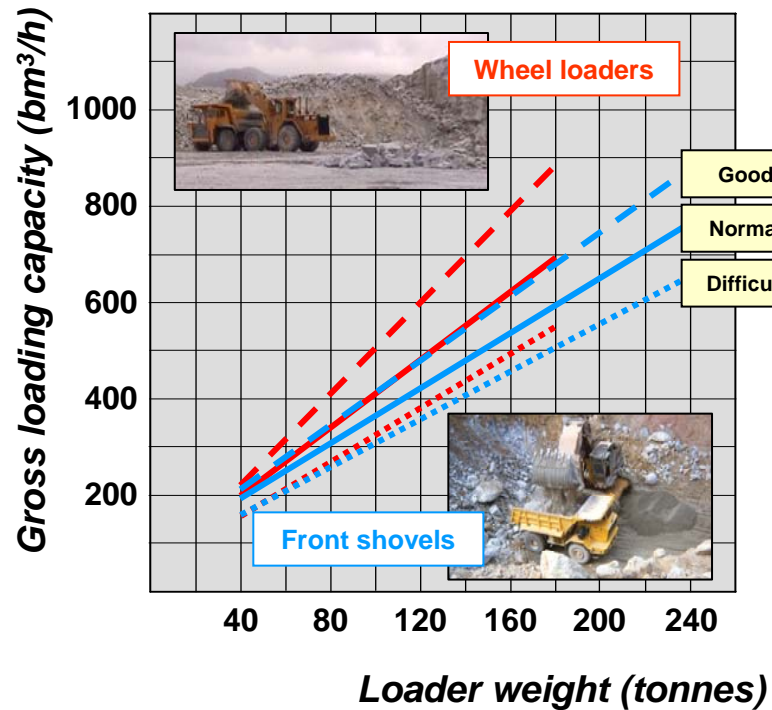 Gross loading capacity (bm³/h)
1000
800
600
400
200
Wheel loaders
Good
Norma
Difficu
Front shovels
40 80 120 160 200 240
Loader weight (tonnes)